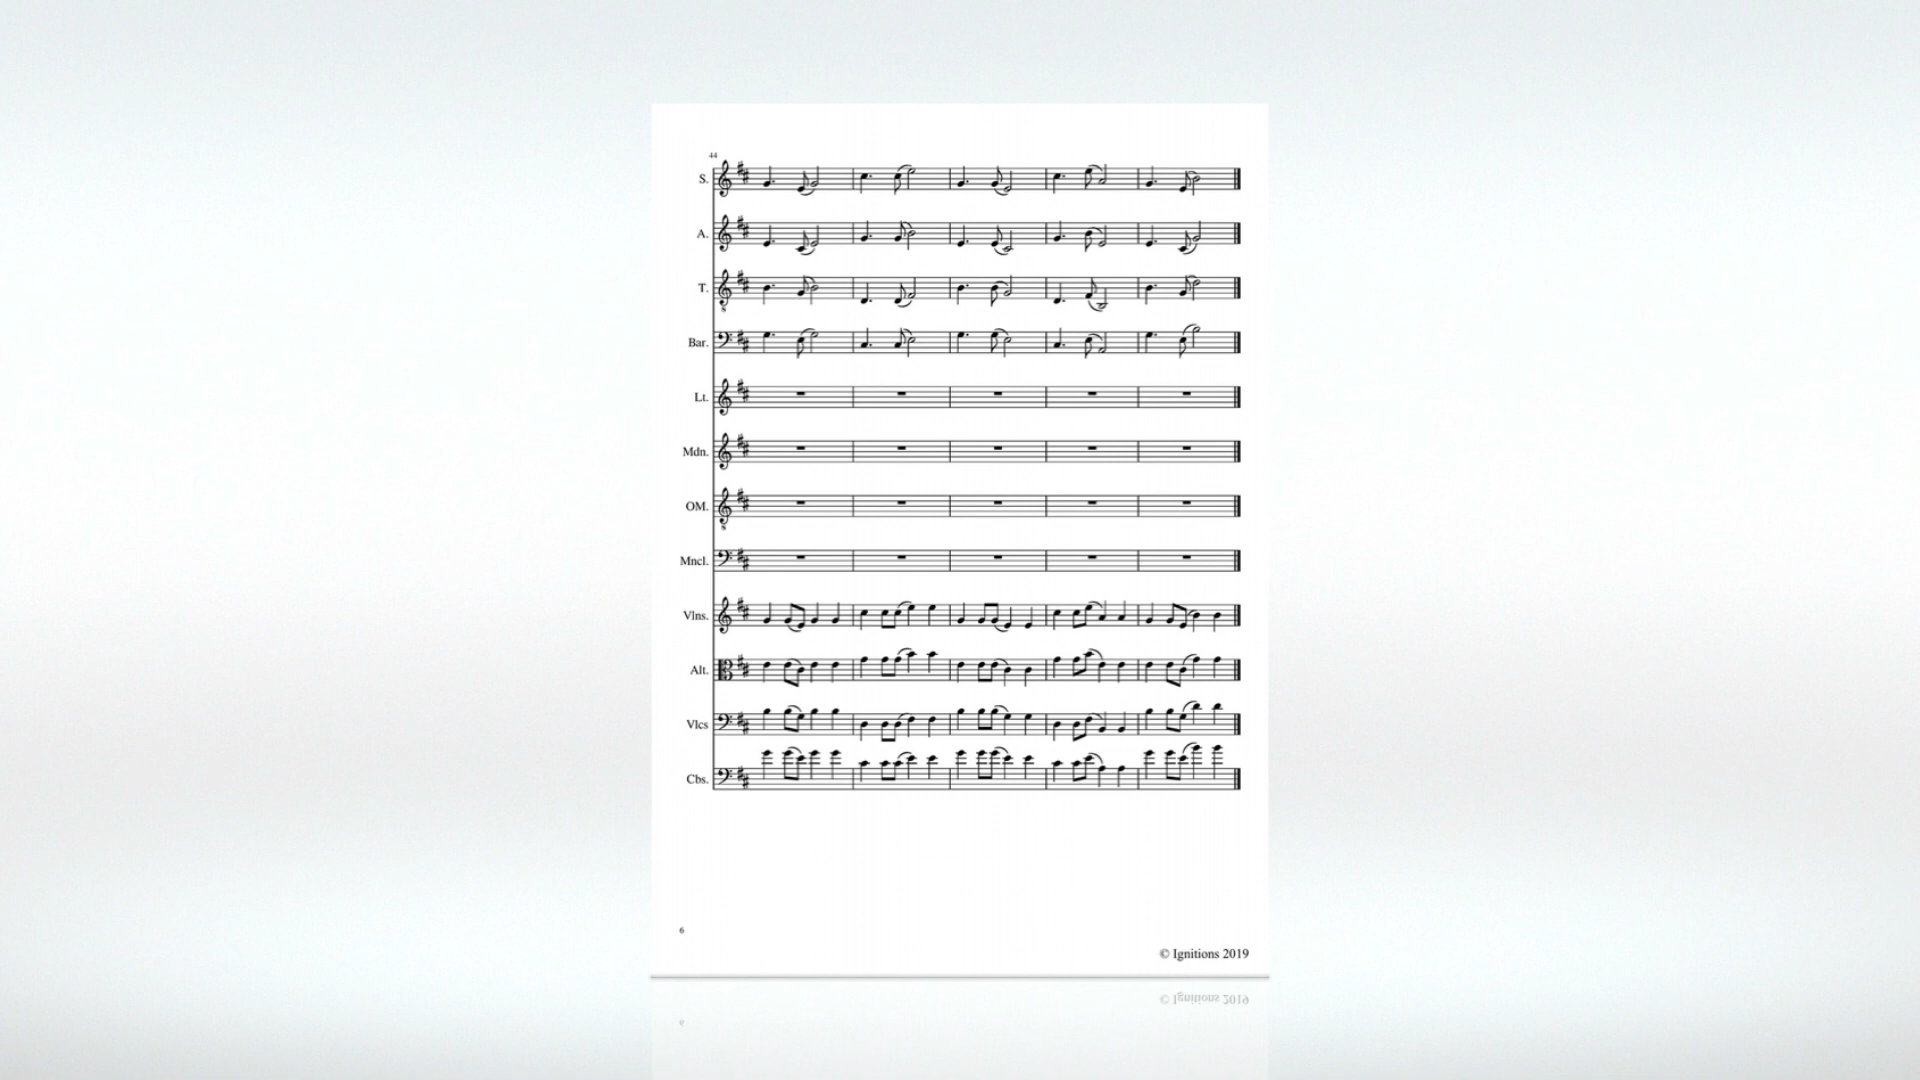 44
S.
A.
T.
Bar.
Lt.
Mdn.
OM.
Mncl.
Vlns.
Alt.
Vlcs
Cbs.
6
© Ignitions 2019